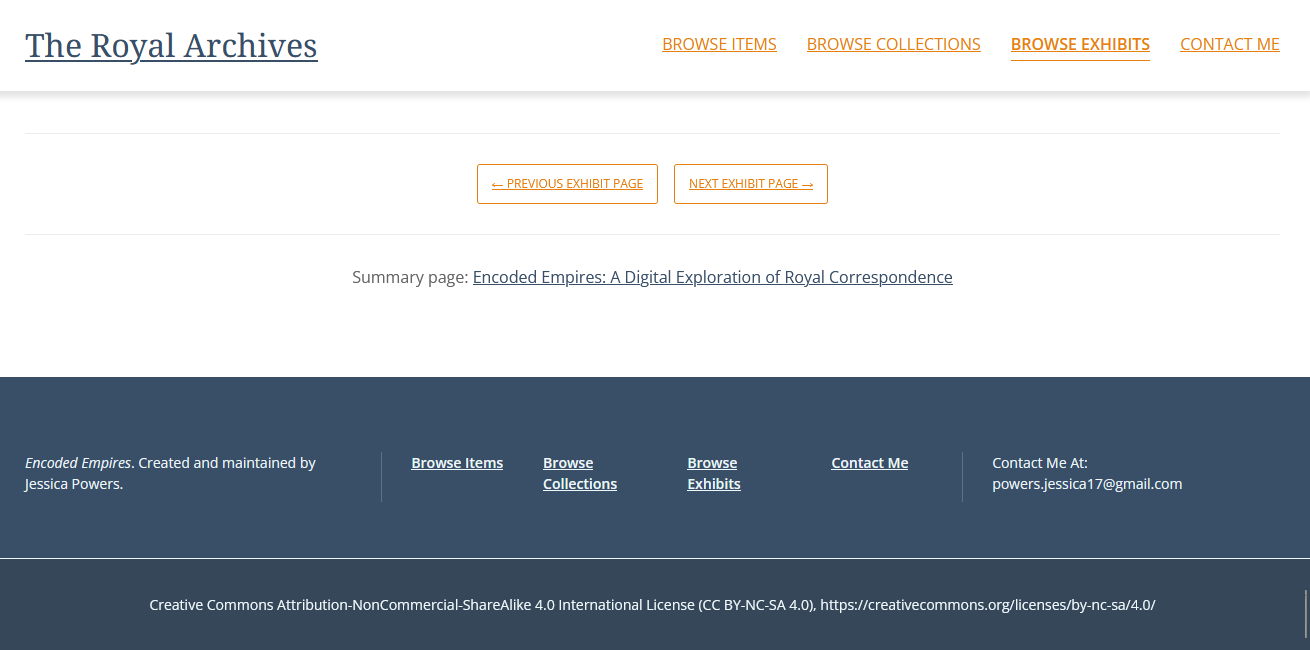 The Royal Archives
BROWSE ITEMS BROWSE COLLECTIONS BROWSE EXHIBITS CONTACT ME
← PREVIOUS EXHIBIT PAGE NEXT EXHIBIT PAGE →
Summary page: Encoded Empires: A Digital Exploration of Royal Correspondence
Encoded Empires. Created and maintained by
Jessica Powers.
Browse Items
Browse
Collections
Browse
Exhibits
Contact Me
Contact Me At:
powers.jessica17@gmail.com
Creative Commons Attribution-NonCommercial-ShareAlike 4.0 International License (CC BY-NC-SA 4.0), https://creativecommons.org/licenses/by-nc-sa/4.0/